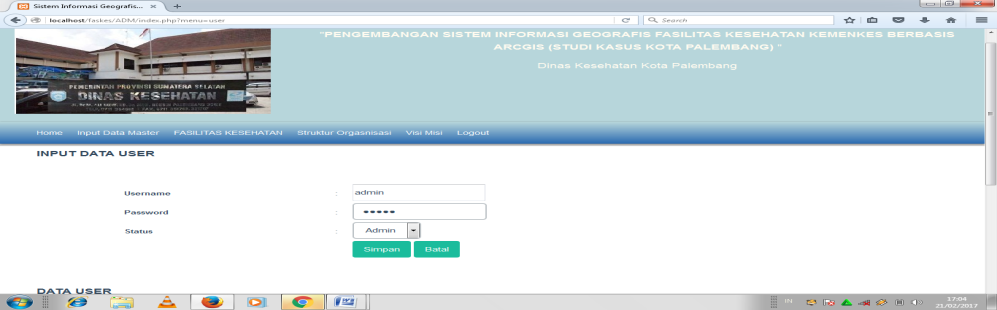 Sistem Informasi Geografis...
localhost/faskes/ADM/index.php?menu=user
Search
"PENGEMBANGAN SISTEM INFORMASI GEOGRAFIS FASILITAS KESEHATAN KEMENKES BERBASIS
ARCGIS (STUDI KASUS KOTA PALEMBANG) "
Dinas Kesehatan Kota Palembang
PEMERINTAH PROVINSI SUMATERA SELATAN
DINAS KESEHATAN
Home Input Data Master FASILITAS KESEHATAN Struktur Orgasnisasi Visi Misi Logout
INPUT DATA USER
Username : admin
Password : •••••
Status : Admin
Simpan Batal
DATA USER
IN
17:04
21/02/2017